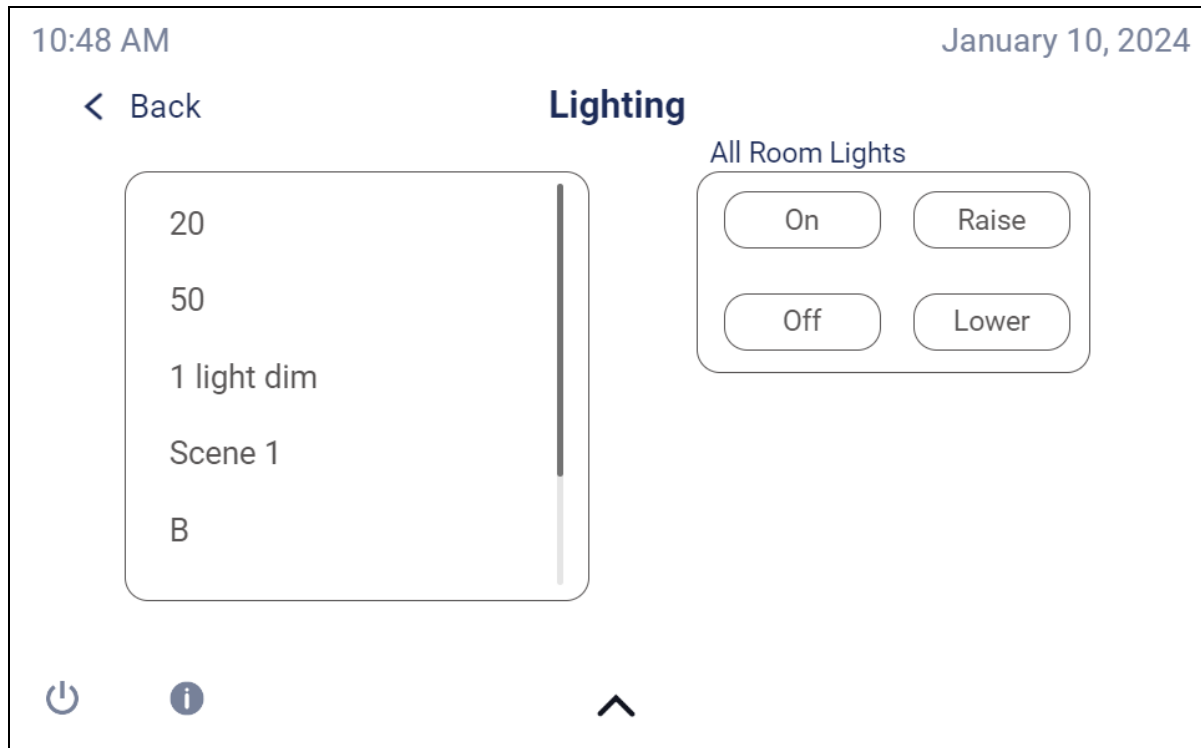 10:48 AM
January 10, 2024
Back
Lighting
All Room Lights
20
50
1 light dim
Scene 1
B
On
Raise
Off
Lower